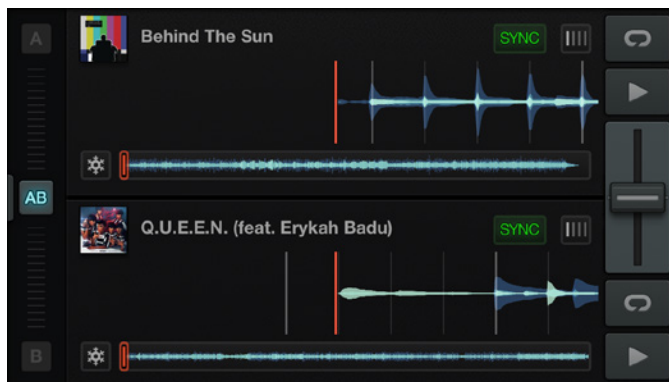 A
Behind The Sun
SYNC
AB
Q.U.E.E.N. (feat. Erykah Badu)
SYNC
B